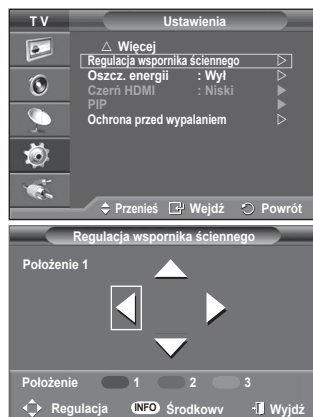 T V Ustawienia
△ Więcej
Regulacja wspornika ściennego
Oszcz. energii : Wył
Czerń HDMI : Niski
PIP
Ochrona przed wypalaniem
Przenieś Wejdź Powrót
Regulacja wspornika ściennego
Położenie 1
Położenie 1 2 3
Regulacja INFO Środkowy Wyjdź